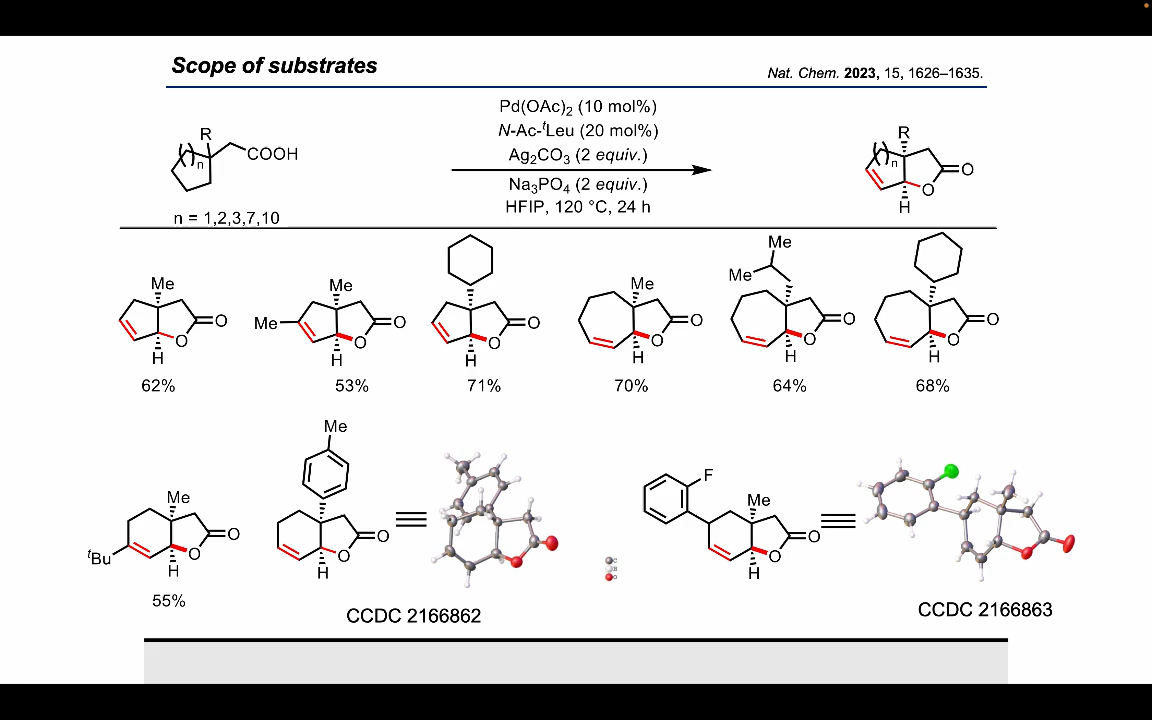 Scope of substrates
Nat. Chem. 2023, 15, 1626–1635.
Pd(OAc)₂ (10 mol%)
N-Ac-ᵗLeu (20 mol%)
Ag₂CO₃ (2 equiv.)
Na₃PO₄ (2 equiv.)
HFIP, 120 °C, 24 h
R
( )n
COOH
n = 1,2,3,7,10
R
( )n
O
O
H
Me
O
O
H
62%
Me
Me
O
O
H
53%
O
O
H
71%
Me
O
O
H
70%
Me
Me
O
O
H
64%
O
O
H
68%
Me
O
O
ᵗBu
H
55%
Me
O
O
H
CCDC 2166862
F
Me
O
O
H
CCDC 2166863